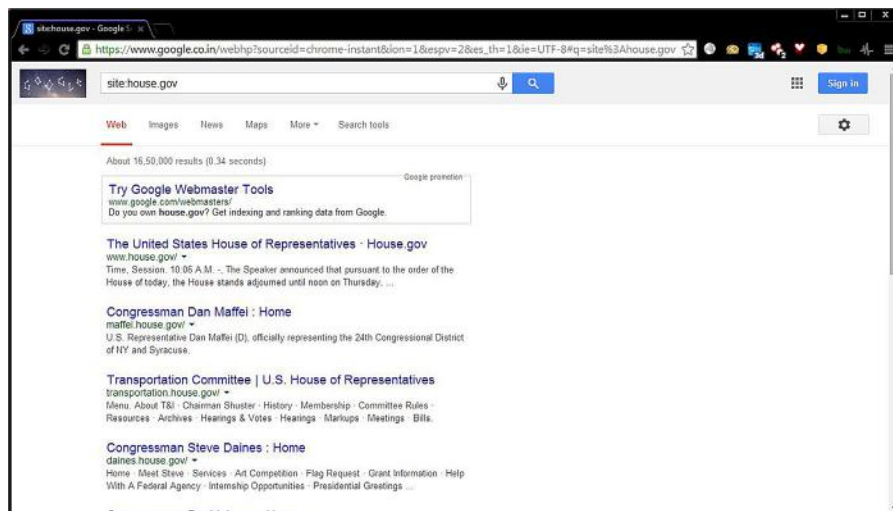 site:house.gov - Google S
https://www.google.co.in/webhp?sourceid=chrome-instant&ion=1&espv=2&es_th=1&ie=UTF-8#q=site%3Ahouse.gov
site:house.gov
Sign in
Web Images News Maps More Search tools
About 16,50,000 results (0.34 seconds)
Google promotion
Try Google Webmaster Tools
www.google.com/webmasters/
Do you own house.gov? Get indexing and ranking data from Google.
The United States House of Representatives · House.gov
www.house.gov/
Time, Session. 10:06 A.M. -, The Speaker announced that pursuant to the order of the
House of today, the House stands adjourned until noon on Thursday, ...
Congressman Dan Maffei : Home
maffei.house.gov/
U.S. Representative Dan Maffei (D), officially representing the 24th Congressional District
of NY and Syracuse.
Transportation Committee | U.S. House of Representatives
transportation.house.gov/
Menu. About T&I · Chairman Shuster · History · Membership · Committee Rules ·
Resources · Archives · Hearings & Votes · Hearings · Markups · Meetings · Bills.
Congressman Steve Daines : Home
daines.house.gov/
Home · Meet Steve · Services · Art Competition · Flag Request · Grant Information · Help
With A Federal Agency · Internship Opportunities · Presidential Greetings ...